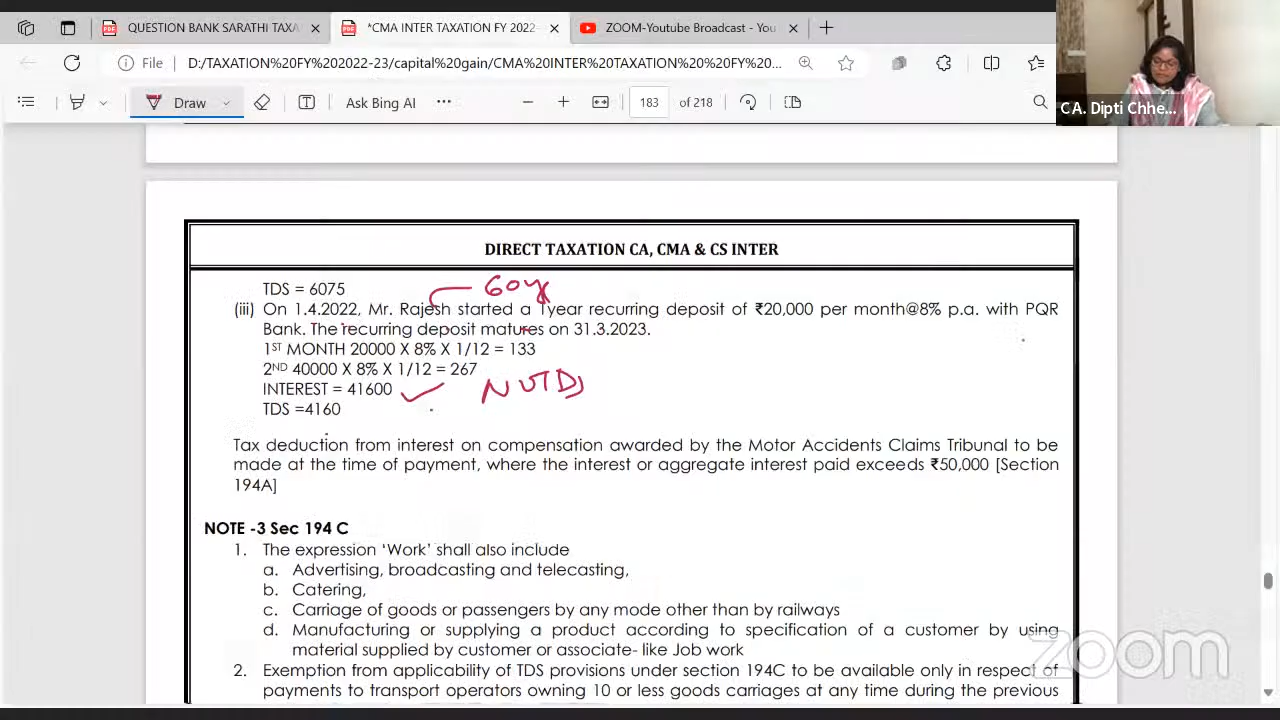 QUESTION BANK SARATHI TAXA
*CMA INTER TAXATION FY 2022-
ZOOM-Youtube Broadcast - You
File
D:/TAXATION%20FY%202022-23/capital%20gain/CMA%20INTER%20TAXATION%20%20FY%20...
Draw
Ask Bing AI
183 of 218
CA. Dipti Chhe...
DIRECT TAXATION CA, CMA & CS INTER
TDS = 6075
60yr
(iii) On 1.4.2022, Mr. Rajesh started a 1year recurring deposit of ₹20,000 per month@8% p.a. with PQR
Bank. The recurring deposit matures on 31.3.2023.
1ST MONTH 20000 X 8% X 1/12 = 133
2ND 40000 X 8% X 1/12 = 267
INTEREST = 41600
TDS =4160
Tax deduction from interest on compensation awarded by the Motor Accidents Claims Tribunal to be
made at the time of payment, where the interest or aggregate interest paid exceeds ₹50,000 [Section
194A]
NOTE -3 Sec 194 C
1. The expression ‘Work’ shall also include
a. Advertising, broadcasting and telecasting,
b. Catering,
c. Carriage of goods or passengers by any mode other than by railways
d. Manufacturing or supplying a product according to specification of a customer by using
material supplied by customer or associate- like Job work
2. Exemption from applicability of TDS provisions under section 194C to be available only in respect of
payments to transport operators owning 10 or less goods carriages at any time during the previous
zoom